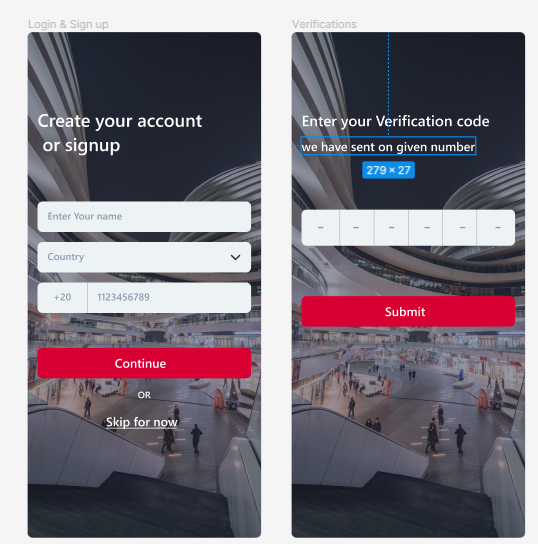 Login & Sign up
Create your account
or signup
Enter Your name
Country
+20 1123456789
Continue
OR
Skip for now
Verifications
Enter your Verification code
we have sent on given number
279 × 27
– – – – – –
Submit